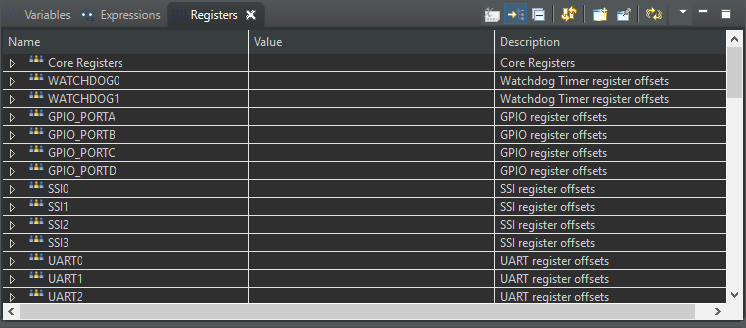 Variables Expressions Registers
Name Value Description
Core Registers Core Registers
WATCHDOG0 Watchdog Timer register offsets
WATCHDOG1 Watchdog Timer register offsets
GPIO_PORTA GPIO register offsets
GPIO_PORTB GPIO register offsets
GPIO_PORTC GPIO register offsets
GPIO_PORTD GPIO register offsets
SSI0 SSI register offsets
SSI1 SSI register offsets
SSI2 SSI register offsets
SSI3 SSI register offsets
UART0 UART register offsets
UART1 UART register offsets
UART2 UART register offsets